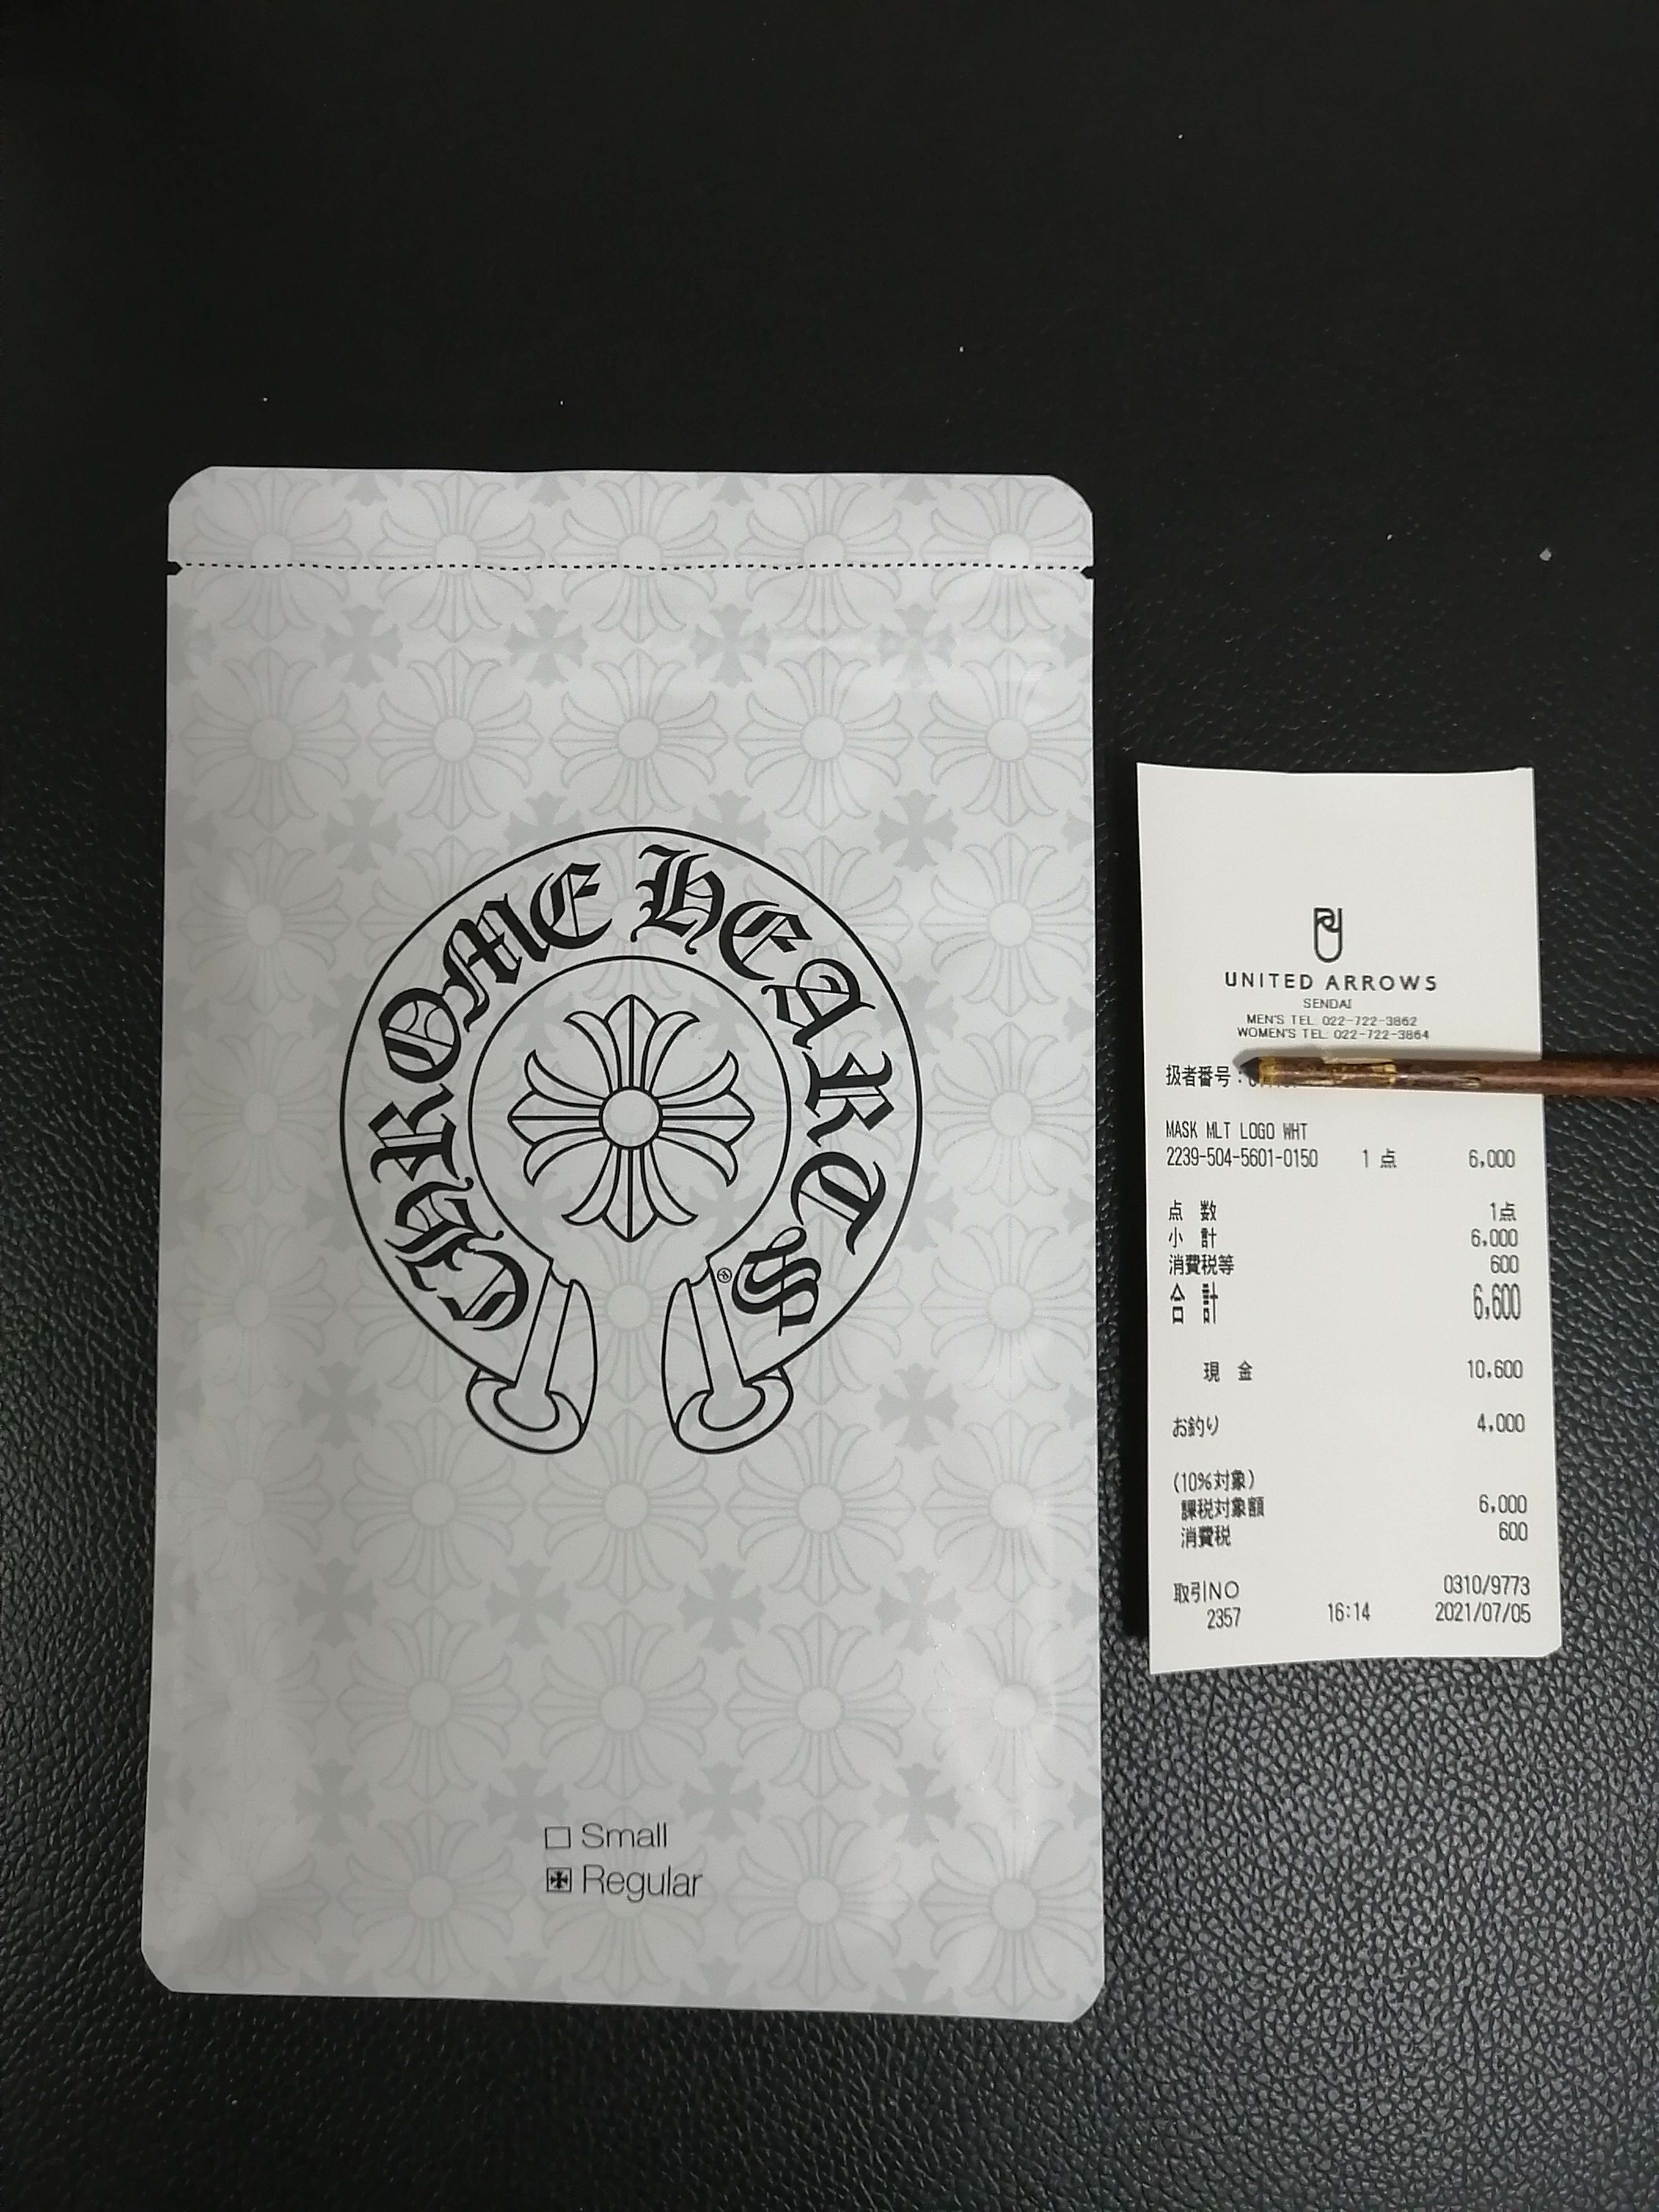 CHROME HEARTS
®
Small
Regular
UNITED ARROWS
SENDAI
MEN'S TEL. 022-722-3862
WOMEN'S TEL. 022-722-3864
扱者番号:
MASK MLT LOGO WHT
2239-504-5601-0150 1 点 6,000
点 数 1点
小 計 6,000
消費税等 600
合 計 6,600
現 金 10,600
お釣り 4,000
(10%対象)
課税対象額 6,000
消費税 600
取引NO 0310/9773
2357 16:14 2021/07/05